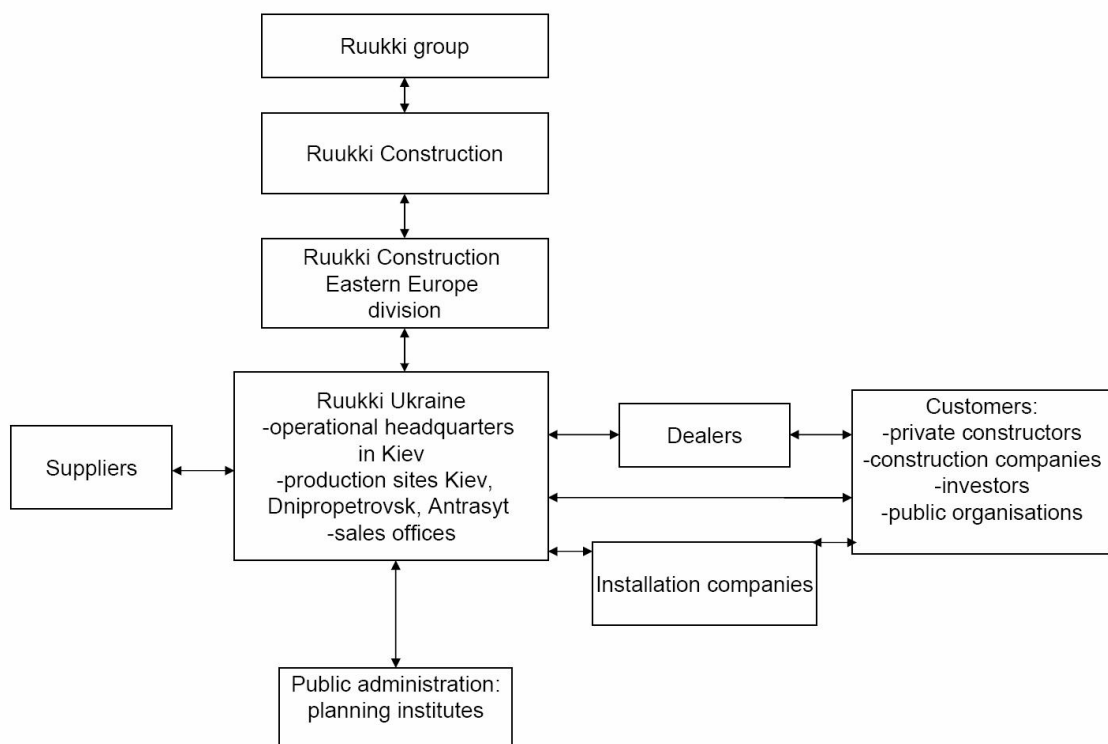 Ruukki group
Ruukki Construction
Ruukki Construction
Eastern Europe
division
Ruukki Ukraine
-operational headquarters
in Kiev
-production sites Kiev,
Dnipropetrovsk, Antrasyt
-sales offices
Suppliers
Dealers
Customers:
-private constructors
-construction companies
-investors
-public organisations
Installation companies
Public administration:
planning institutes